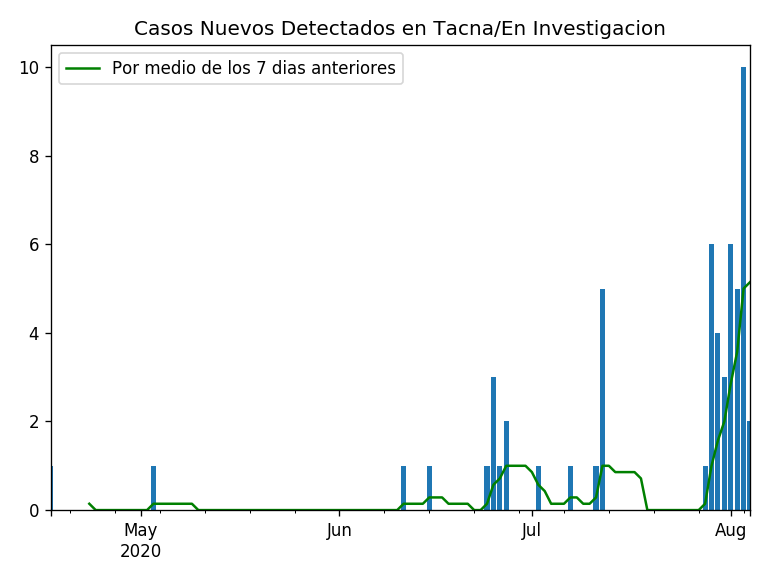 Casos Nuevos Detectados en Tacna/En Investigacion
Por medio de los 7 dias anteriores
10
8
6
4
2
0
May
2020
Jun
Jul
Aug